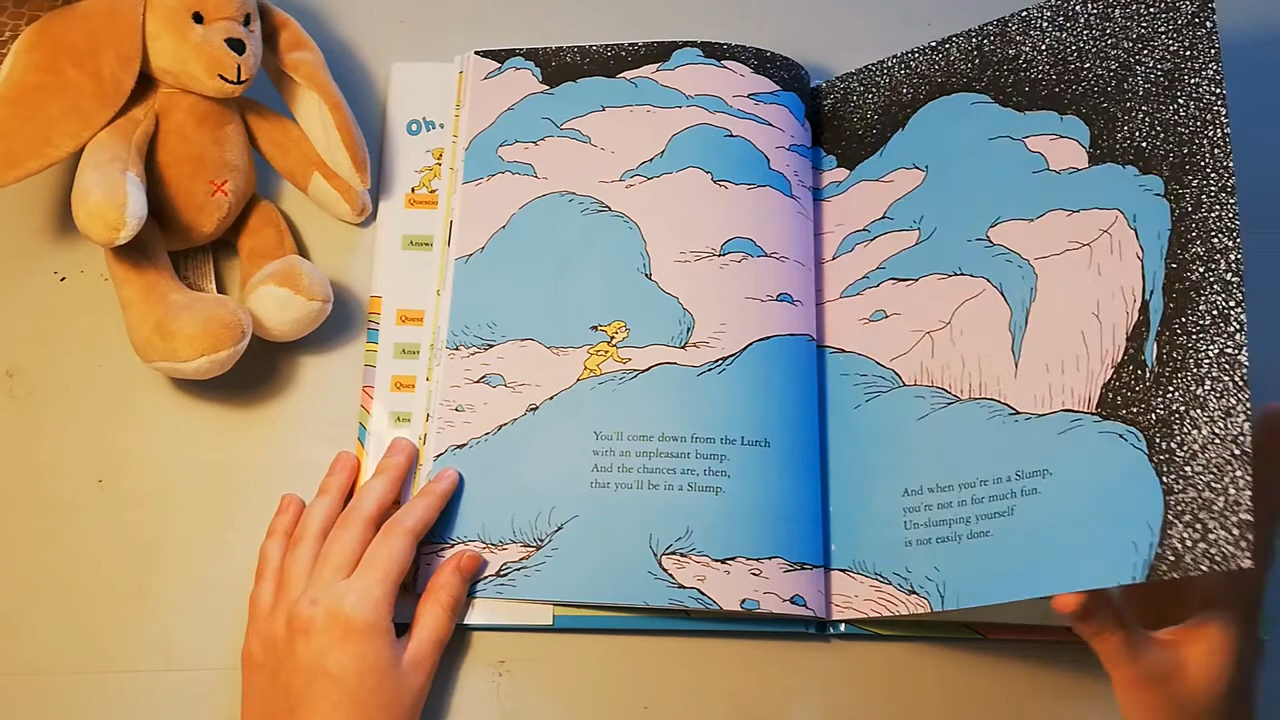 Oh,
Questio
Answe
Quest
Answ
Ques
Ans
You'll come down from the Lurch
with an unpleasant bump.
And the chances are, then,
that you'll be in a Slump.
And when you're in a Slump,
you're not in for much fun.
Un-slumping yourself
is not easily done.